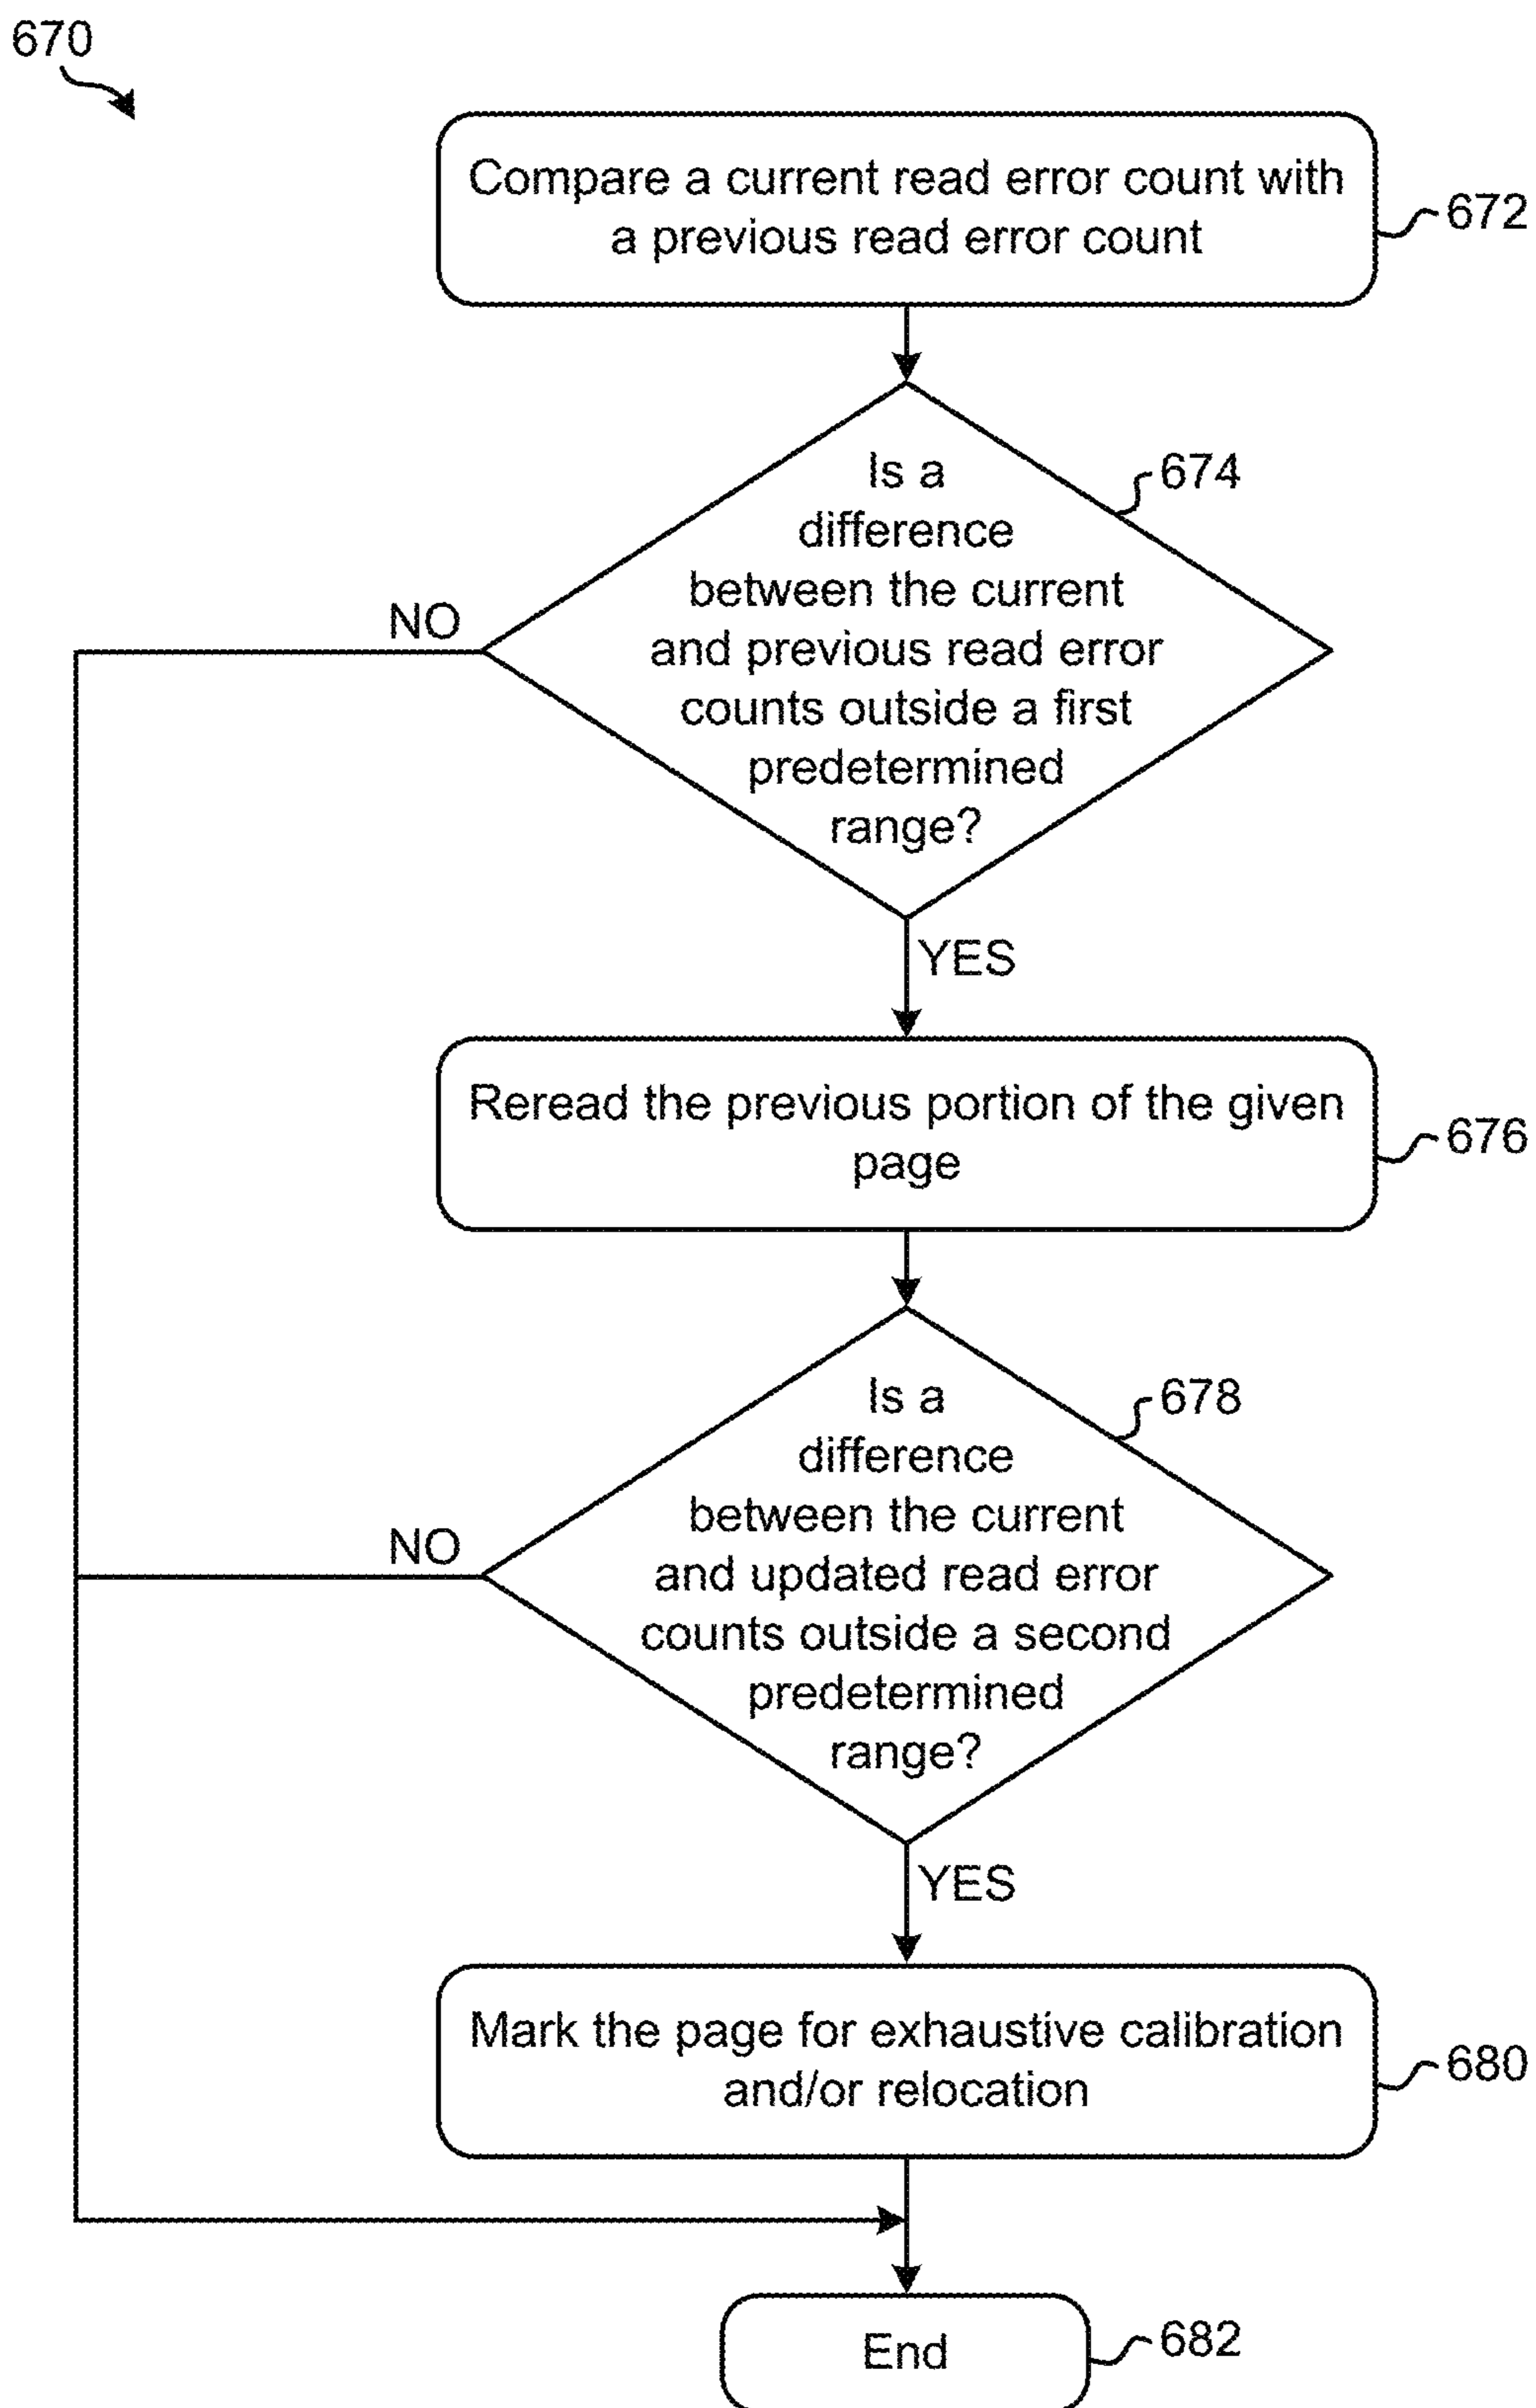 670
Compare a current read error count with
a previous read error count
672
Is a
difference
between the current
and previous read error
counts outside a first
predetermined
range?
674
NO
YES
Reread the previous portion of the given
page
676
Is a
difference
between the current
and updated read error
counts outside a second
predetermined
range?
678
NO
YES
Mark the page for exhaustive calibration
and/or relocation
680
End
682